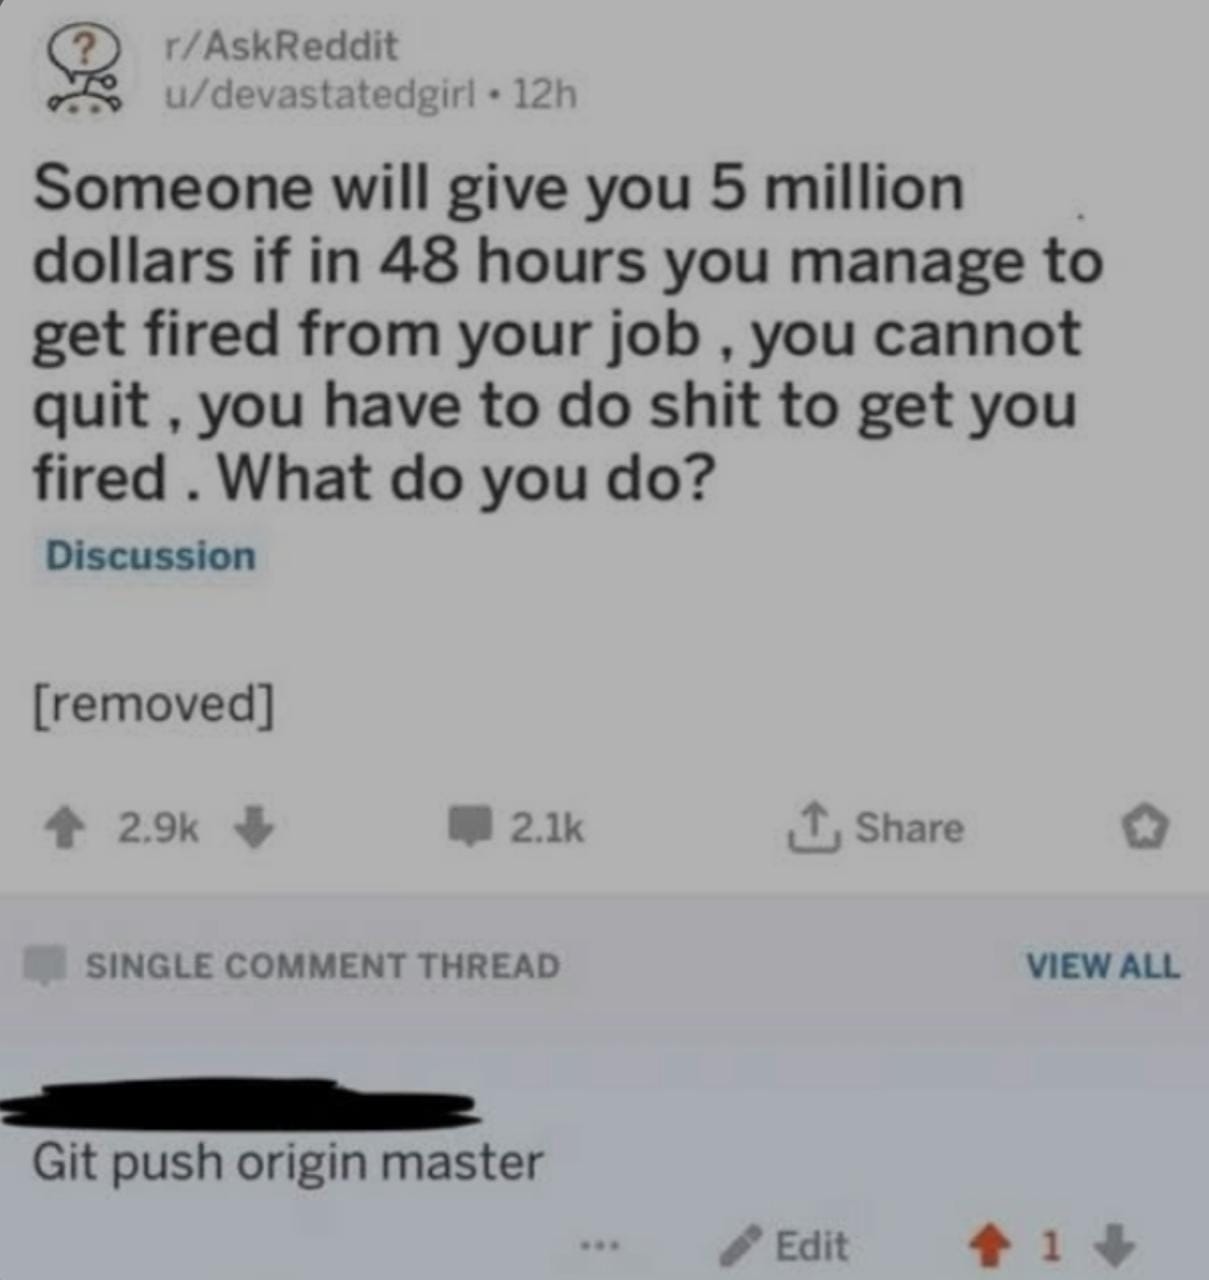 ?
r/AskReddit
u/devastatedgirl • 12h
Someone will give you 5 million
dollars if in 48 hours you manage to
get fired from your job , you cannot
quit , you have to do shit to get you
fired . What do you do?
Discussion
[removed]
2.9k 2.1k Share
SINGLE COMMENT THREAD VIEW ALL
Git push origin master
... Edit 1